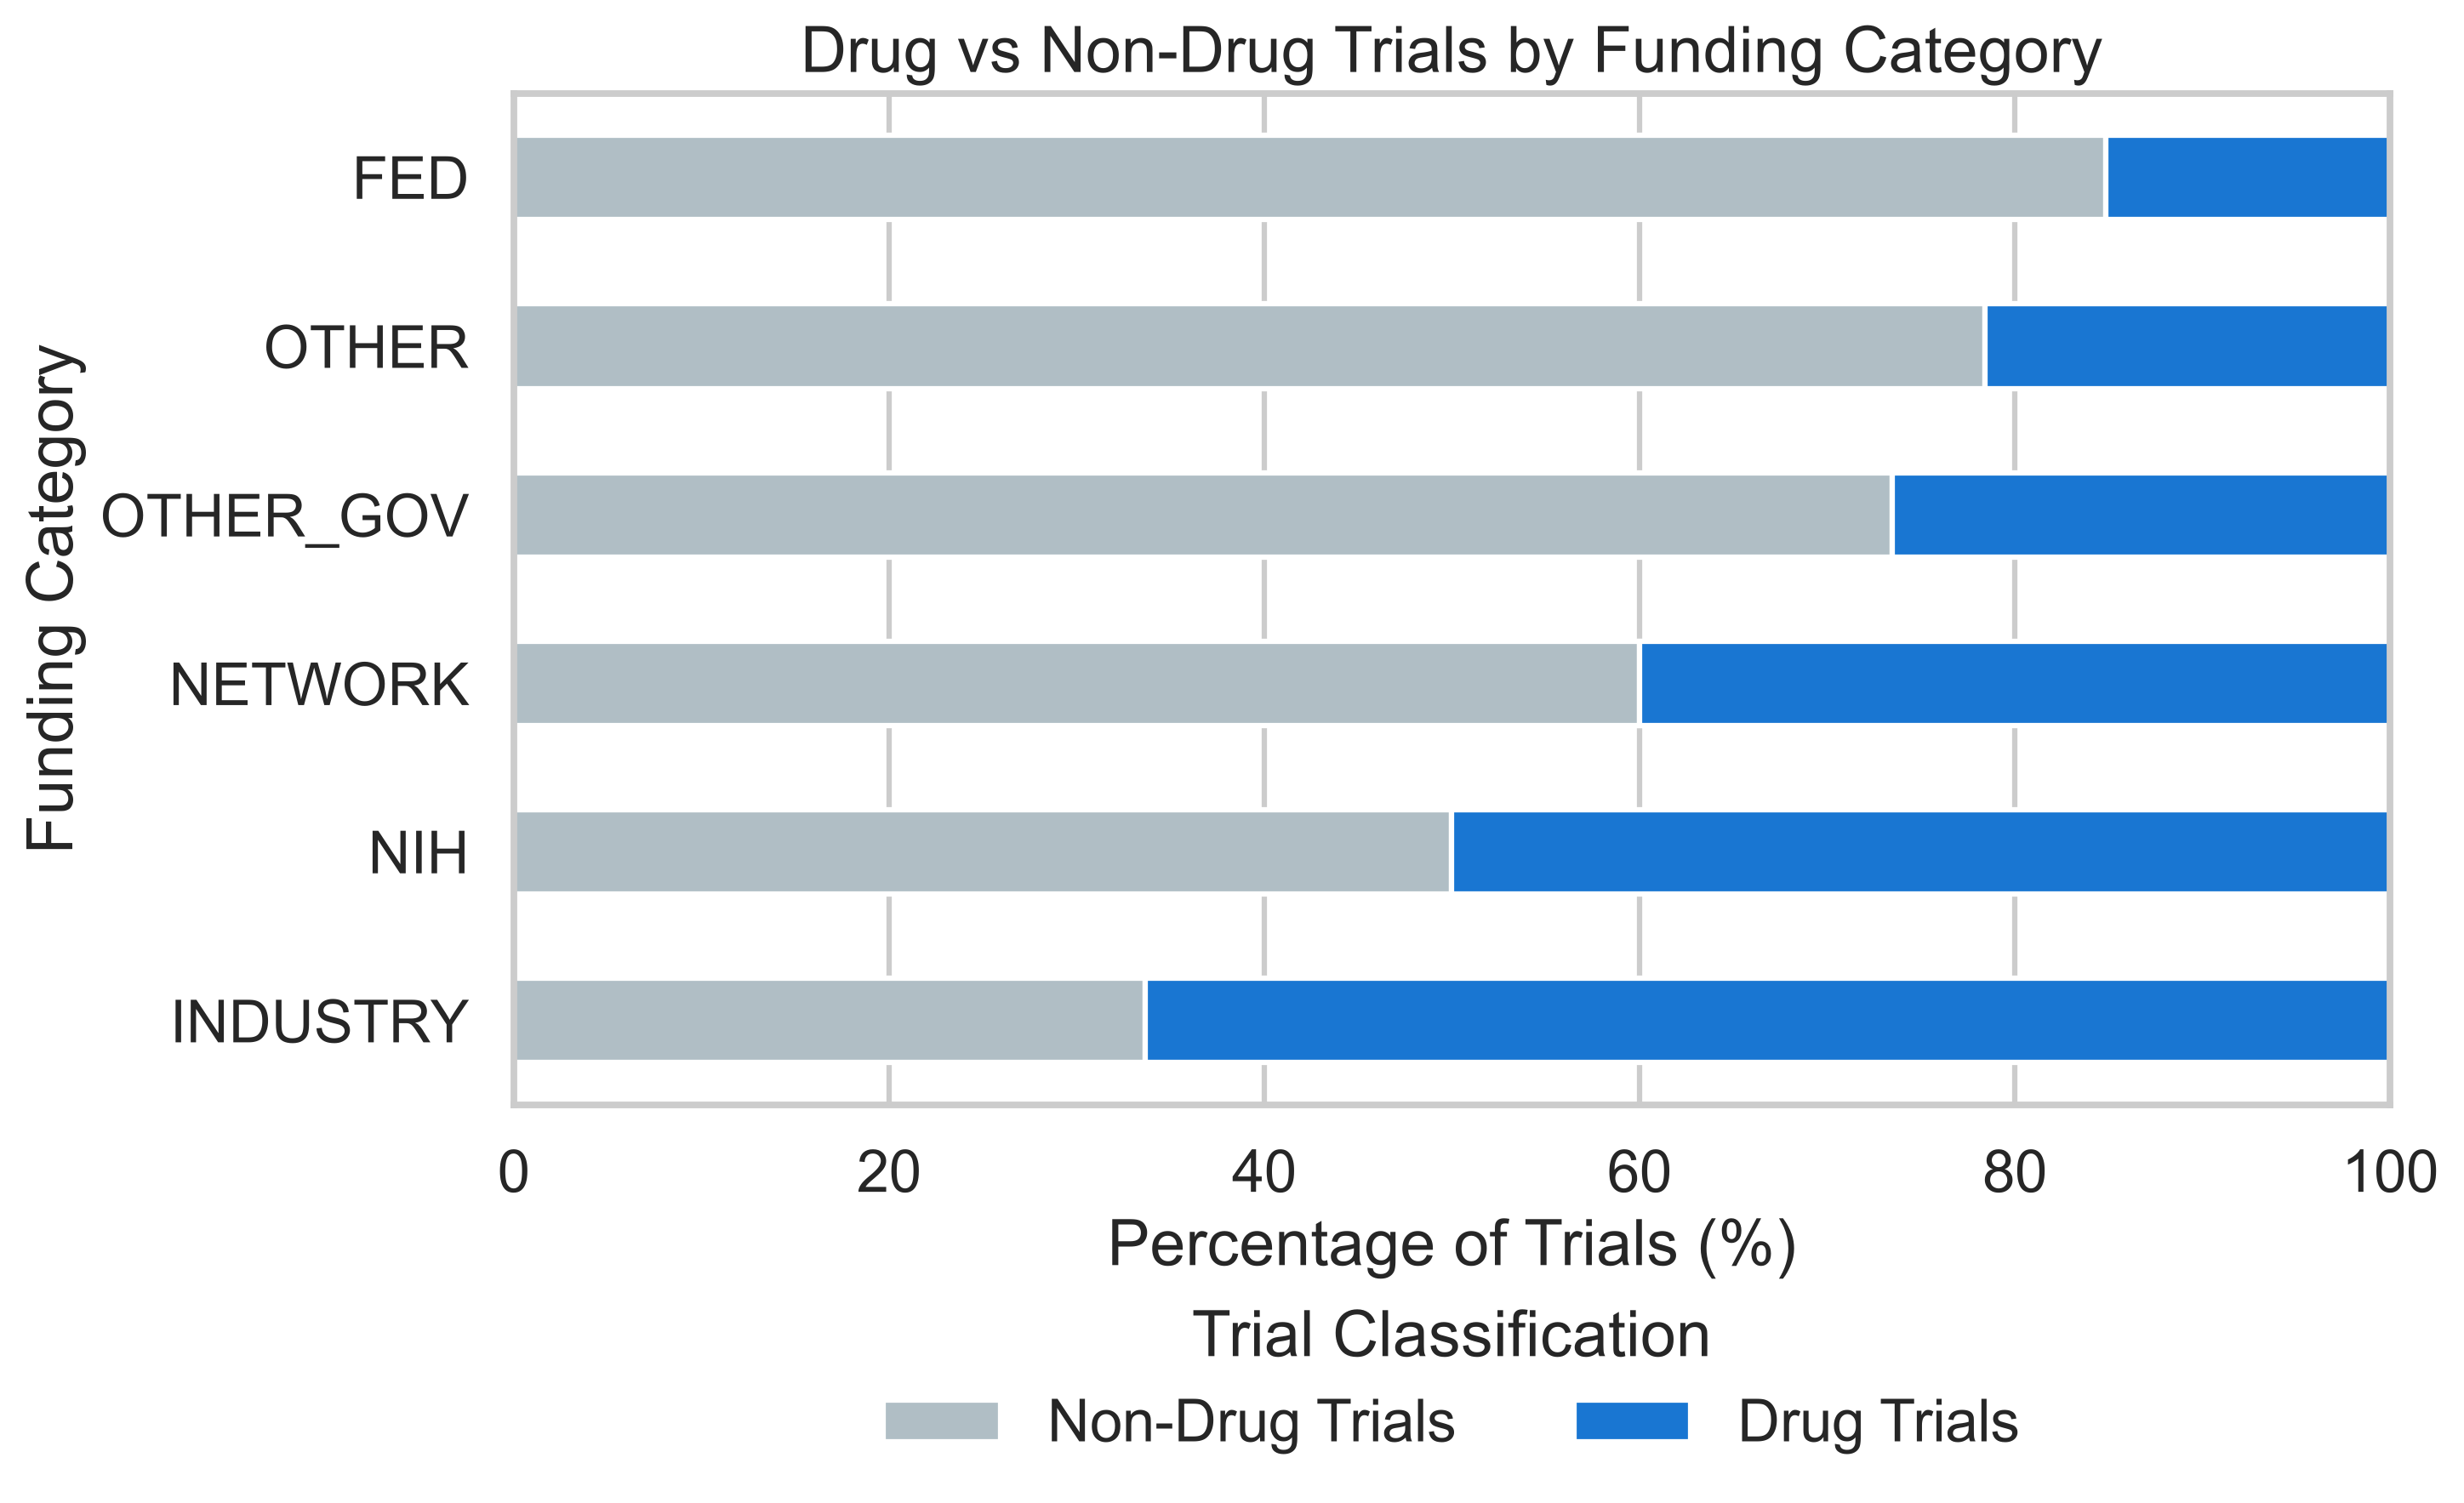 Drug vs Non-Drug Trials by Funding Category
Funding Category
FED
OTHER
OTHER_GOV
NETWORK
NIH
INDUSTRY
0 20 40 60 80 100
Percentage of Trials (%)
Trial Classification
Non-Drug Trials Drug Trials